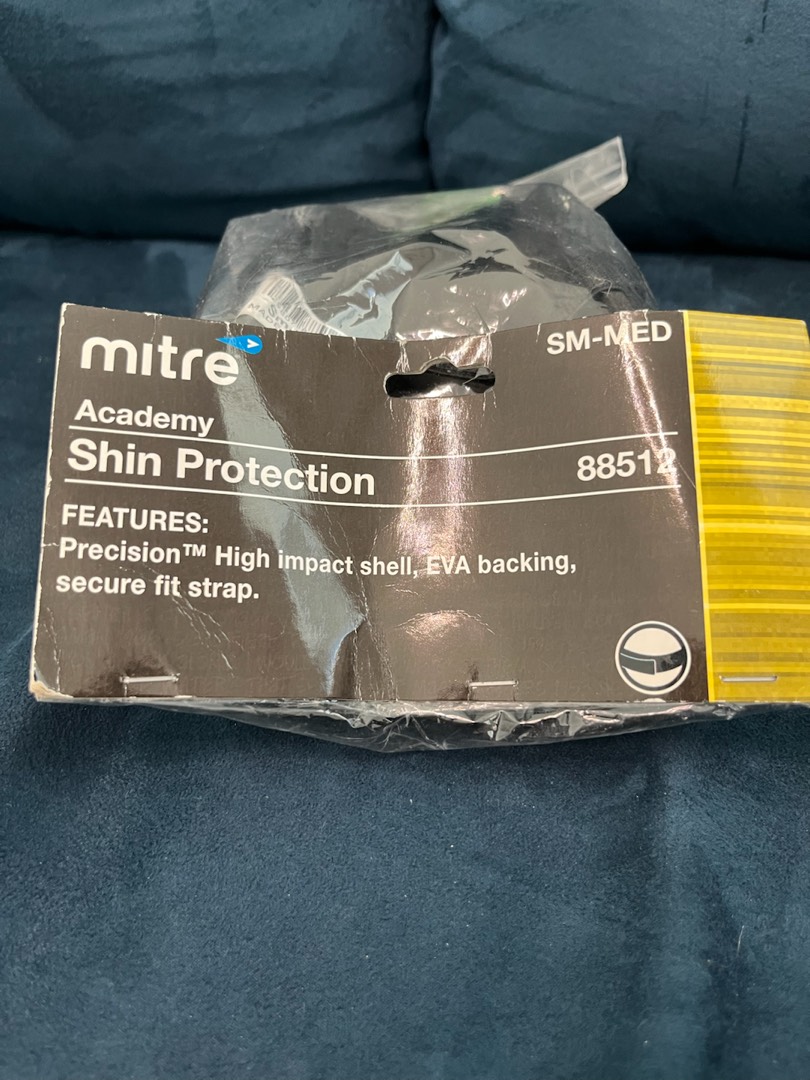 mitre
SM-MED
Academy
Shin Protection
88512
FEATURES:
Precision™ High impact shell, EVA backing,
secure fit strap.